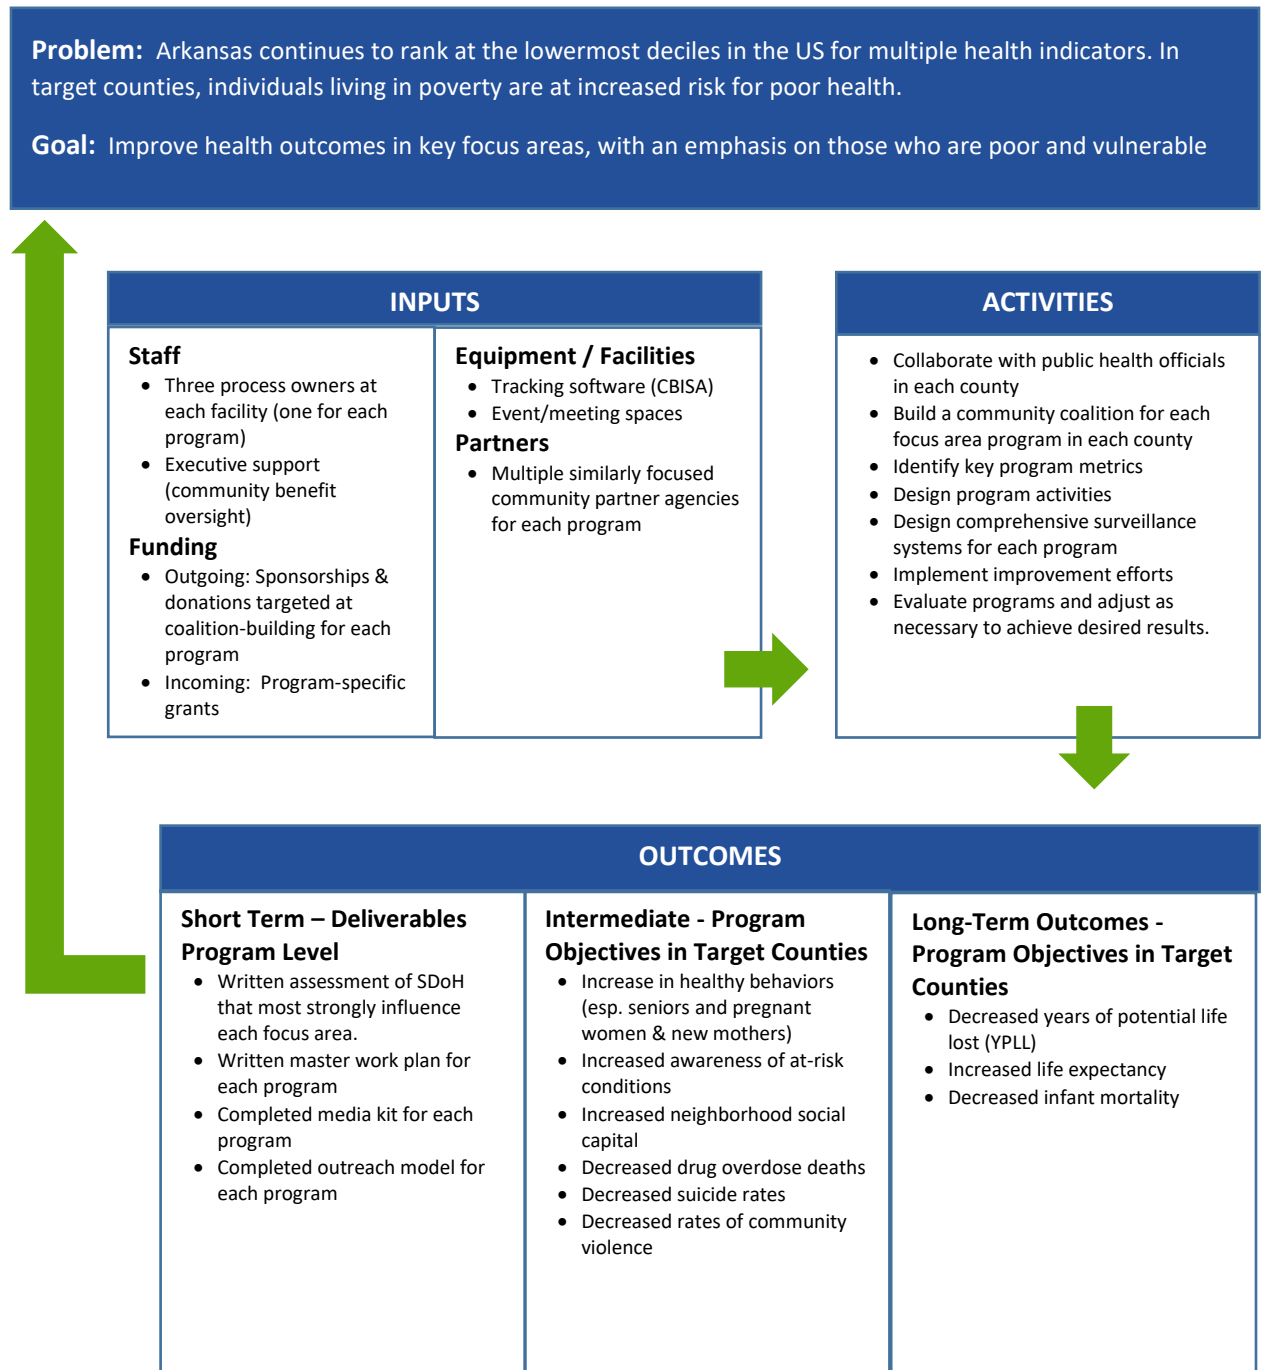 Problem: Arkansas continues to rank at the lowermost deciles in the US for multiple health indicators. In
target counties, individuals living in poverty are at increased risk for poor health.
Goal: Improve health outcomes in key focus areas, with an emphasis on those who are poor and vulnerable
INPUTS
Staff
• Three process owners at
each facility (one for each
program)
• Executive support
(community benefit
oversight)
Funding
• Outgoing: Sponsorships &
donations targeted at
coalition-building for each
program
• Incoming: Program-specific
grants
Equipment / Facilities
• Tracking software (CBISA)
• Event/meeting spaces
Partners
• Multiple similarly focused
community partner agencies
for each program
ACTIVITIES
• Collaborate with public health officials
in each county
• Build a community coalition for each
focus area program in each county
• Identify key program metrics
• Design program activities
• Design comprehensive surveillance
systems for each program
• Implement improvement efforts
• Evaluate programs and adjust as
necessary to achieve desired results.
OUTCOMES
Short Term – Deliverables
Program Level
• Written assessment of SDoH
that most strongly influence
each focus area.
• Written master work plan for
each program
• Completed media kit for each
program
• Completed outreach model for
each program
Intermediate - Program
Objectives in Target Counties
• Increase in healthy behaviors
(esp. seniors and pregnant
women & new mothers)
• Increased awareness of at-risk
conditions
• Increased neighborhood social
capital
• Decreased drug overdose deaths
• Decreased suicide rates
• Decreased rates of community
violence
Long-Term Outcomes -
Program Objectives in Target
Counties
• Decreased years of potential life
lost (YPLL)
• Increased life expectancy
• Decreased infant mortality